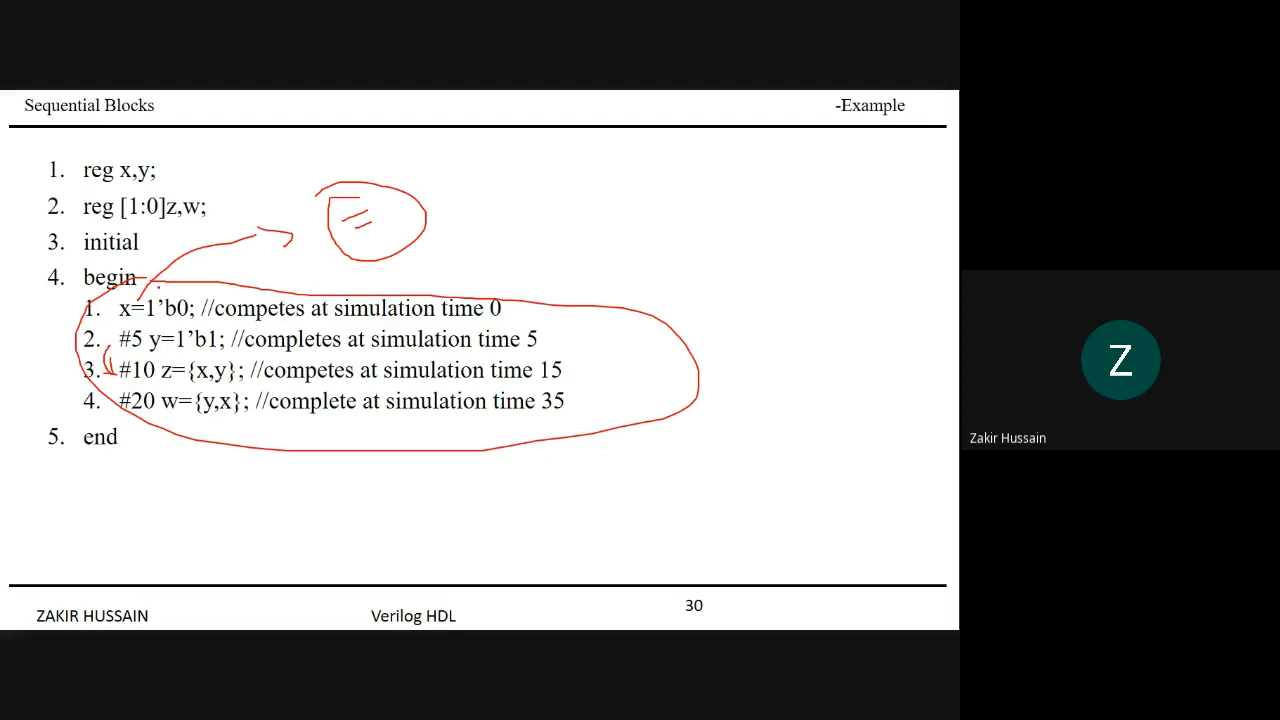 Sequential Blocks
-Example
1. reg x,y;
2. reg [1:0]z,w;
3. initial
4. begin
1. x=1’b0; //competes at simulation time 0
2. #5 y=1’b1; //completes at simulation time 5
3. #10 z={x,y}; //competes at simulation time 15
4. #20 w={y,x}; //complete at simulation time 35
5. end
=
ZAKIR HUSSAIN
Verilog HDL
30
Z
Zakir Hussain